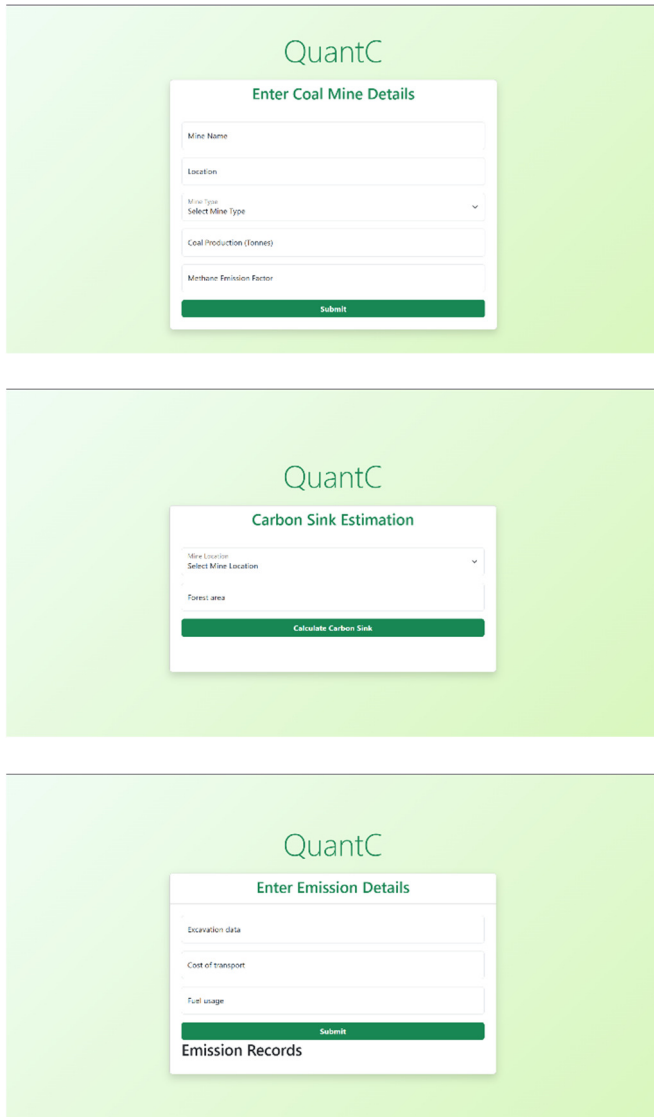 QuantC
Enter Coal Mine Details
Mine Name
Location
Mine Type
Select Mine Type
Coal Production (Tonnes)
Methane Emission Factor
Submit
QuantC
Carbon Sink Estimation
Mine Location
Select Mine Location
Forest area
Calculate Carbon Sink
QuantC
Enter Emission Details
Excavation data
Cost of transport
Fuel usage
Submit
Emission Records